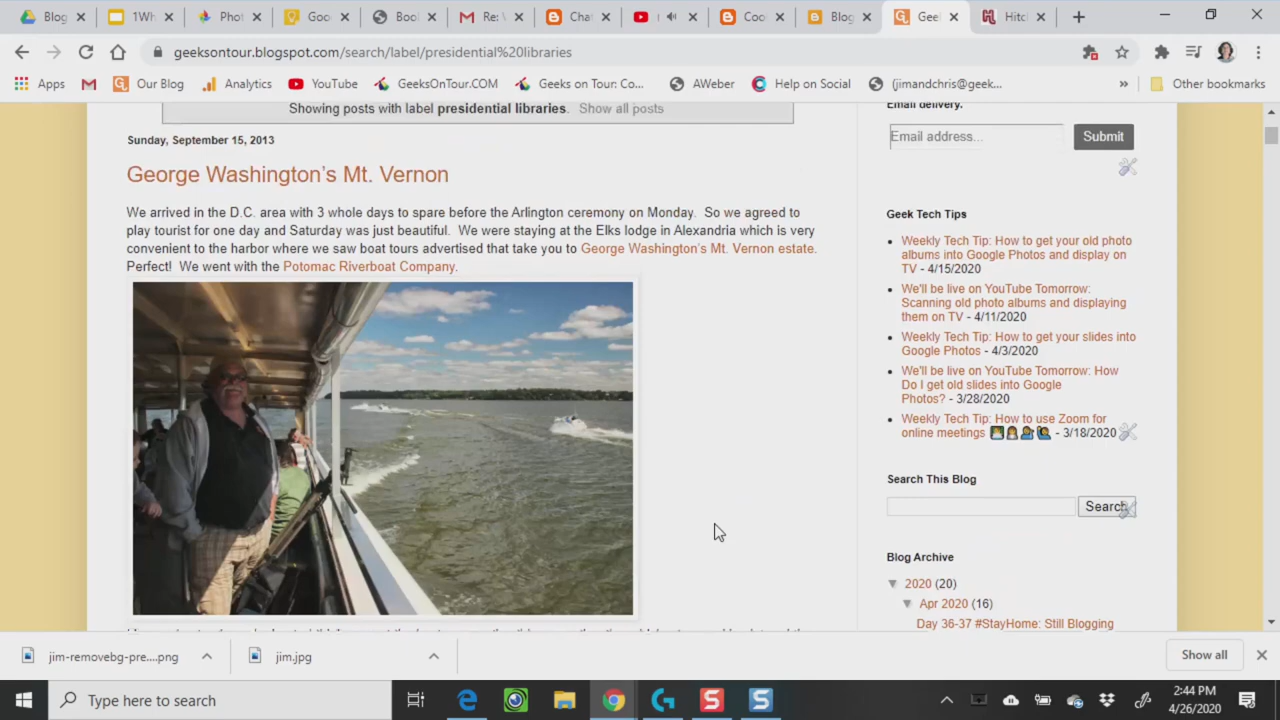 Blog
1Wh
Phot
Goo
Bool
Re: V
Chat
Coo
Blog
Gee
Hitch
geeksontour.blogspot.com/search/label/presidential%20libraries
Apps
Our Blog
Analytics
YouTube
GeeksOnTour.COM
Geeks on Tour: Co...
AWeber
Help on Social
(jimandchris@geek...
»
Other bookmarks
Showing posts with label presidential libraries. Show all posts
Sunday, September 15, 2013
George Washington's Mt. Vernon
We arrived in the D.C. area with 3 whole days to spare before the Arlington ceremony on Monday. So we agreed to
play tourist for one day and Saturday was just beautiful. We were staying at the Elks lodge in Alexandria which is very
convenient to the harbor where we saw boat tours advertised that take you to George Washington's Mt. Vernon estate.
Perfect! We went with the Potomac Riverboat Company.
Email delivery:
Email address...
Submit
Geek Tech Tips
Weekly Tech Tip: How to get your old photo
albums into Google Photos and display on
TV - 4/15/2020
We'll be live on YouTube Tomorrow:
Scanning old photo albums and displaying
them on TV - 4/11/2020
Weekly Tech Tip: How to get your slides into
Google Photos - 4/3/2020
We'll be live on YouTube Tomorrow: How
Do I get old slides into Google
Photos? - 3/28/2020
Weekly Tech Tip: How to use Zoom for
online meetings - 3/18/2020
Search This Blog
Search
Blog Archive
▼ 2020 (20)
▼ Apr 2020 (16)
Day 36-37 #StayHome: Still Blogging
jim-removebg-pre....png
jim.jpg
Show all
Type here to search
2:44 PM
4/26/2020